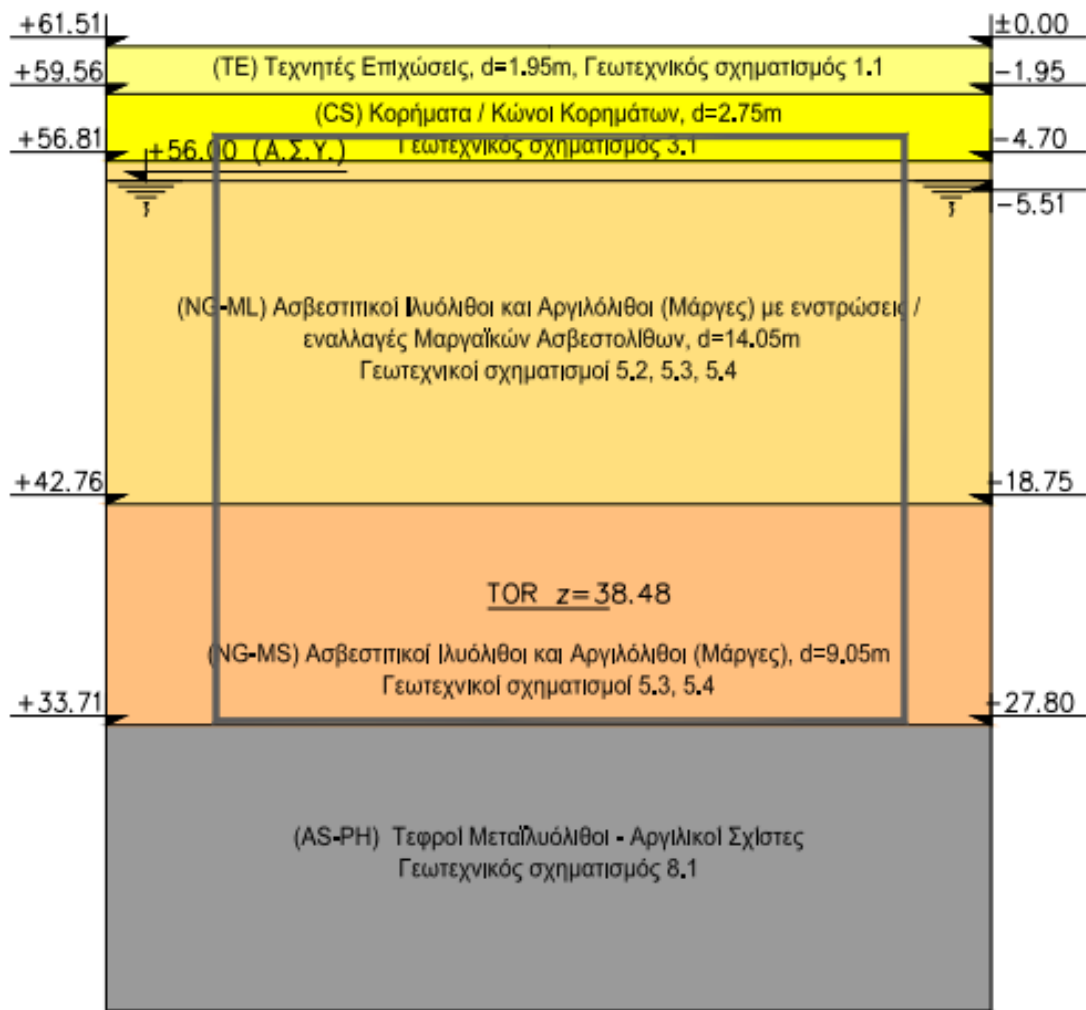 +61.51
±0.00
(TE) Τεχνητές Επιχώσεις, d=1.95m, Γεωτεχνικός σχηματισμός 1.1
+59.56
-1.95
(CS) Κορήματα / Κώνοι Κορημάτων, d=2.75m
Γεωτεχνικός σχηματισμός 3.1
+56.81
-4.70
+56.00 (Α.Σ.Υ.)
-5.51
(NG-ML) Ασβεστιτικοί Ιλυόλιθοι και Αργιλόλιθοι (Μάργες) με ενστρώσεις /
εναλλαγές Μαργαϊκών Ασβεστολίθων, d=14.05m
Γεωτεχνικοί σχηματισμοί 5.2, 5.3, 5.4
+42.76
-18.75
TOR z=38.48
(NG-MS) Ασβεστιτικοί Ιλυόλιθοι και Αργιλόλιθοι (Μάργες), d=9.05m
Γεωτεχνικοί σχηματισμοί 5.3, 5.4
+33.71
-27.80
(AS-PH) Τεφροί Μεταϊλυόλιθοι - Αργιλικοί Σχίστες
Γεωτεχνικός σχηματισμός 8.1